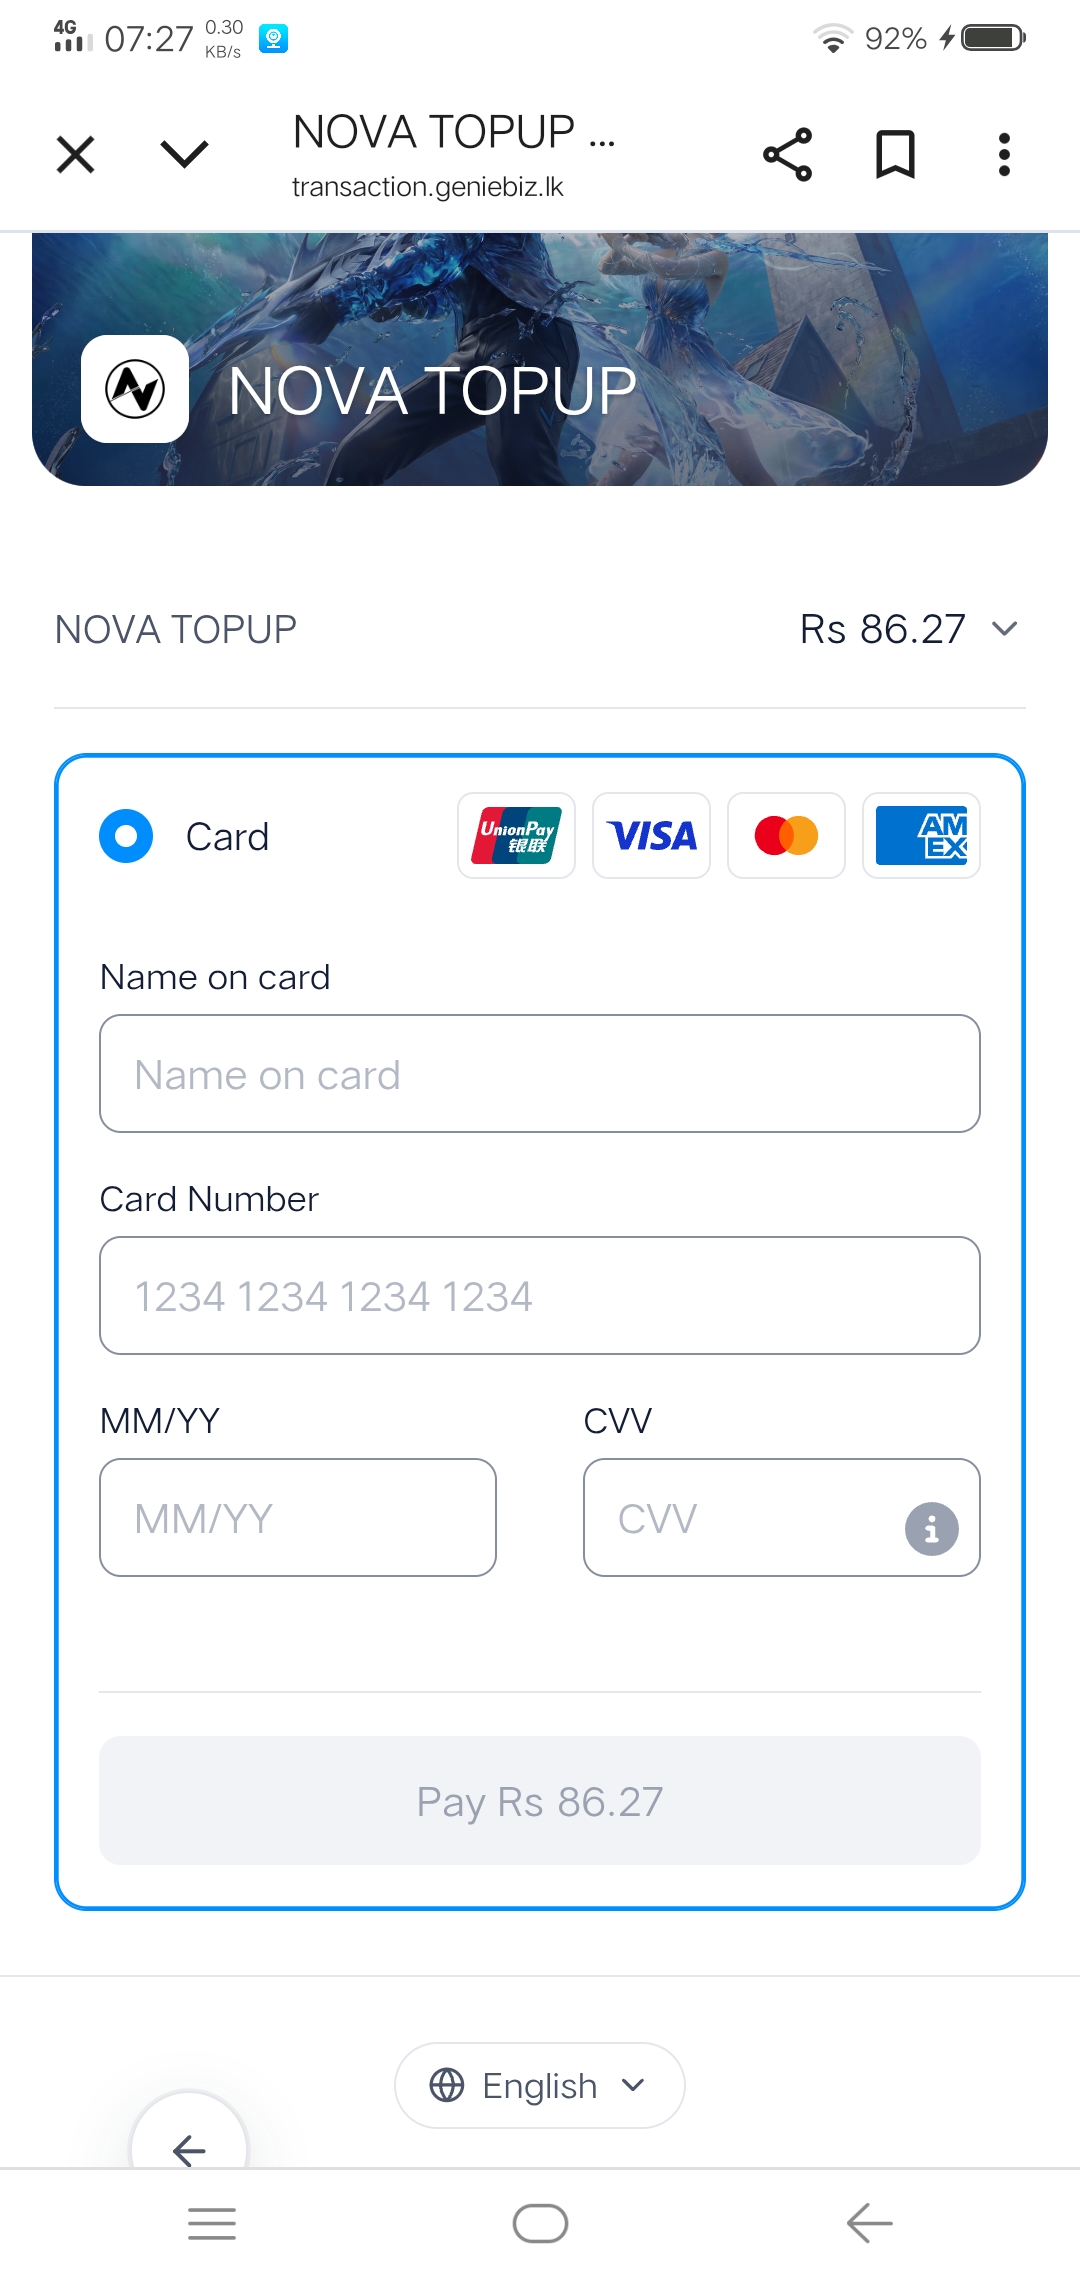 4G
07:27
0.30
KB/s
92%
NOVA TOPUP ...
transaction.geniebiz.lk
NOVA TOPUP
NOVA TOPUP
Rs 86.27
Card
UnionPay
银联
VISA
AM
EX
Name on card
Name on card
Card Number
1234 1234 1234 1234
MM/YY
CVV
MM/YY
CVV
Pay Rs 86.27
English